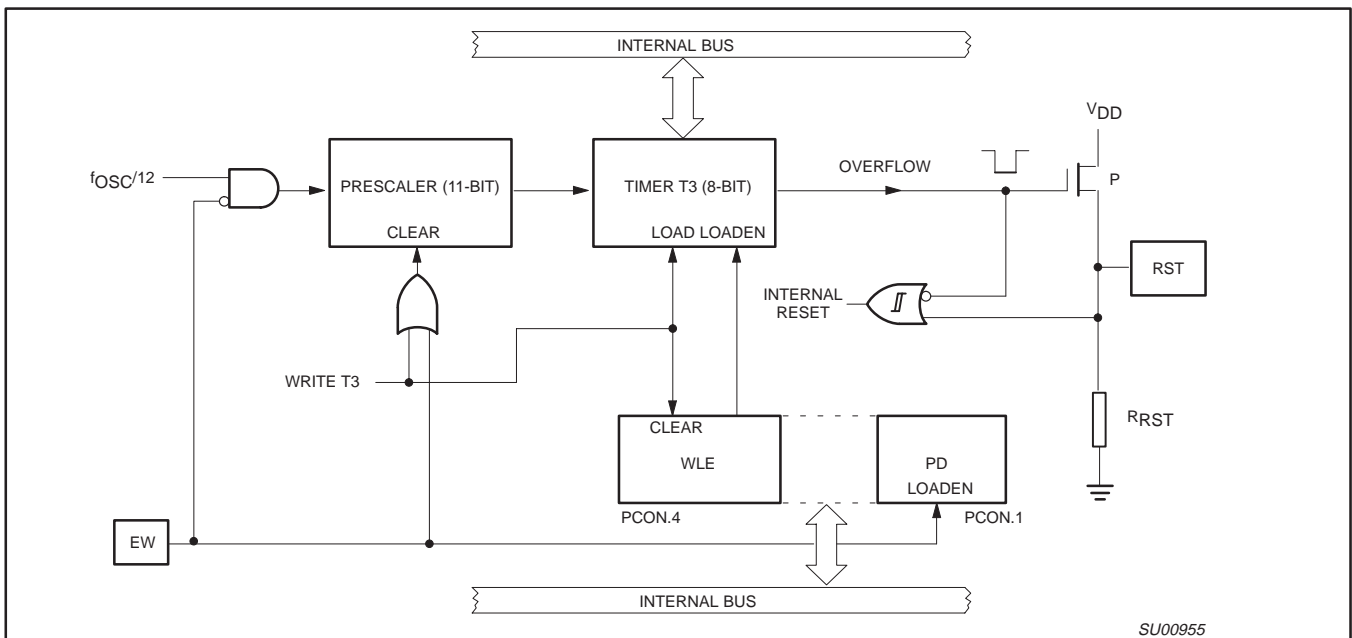 INTERNAL BUS
VDD
fOSC/12
PRESCALER (11-BIT)
TIMER T3 (8-BIT)
OVERFLOW
P
CLEAR
LOAD LOADEN
RST
INTERNAL
RESET
WRITE T3
CLEAR
WLE
PD
LOADEN
RRST
PCON.4
PCON.1
EW
INTERNAL BUS
SU00955